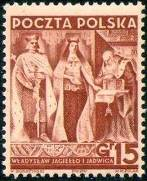 POCZTA POLSKA
GR 15
WŁADYSŁAW JAGIEŁŁO I JADWIGA